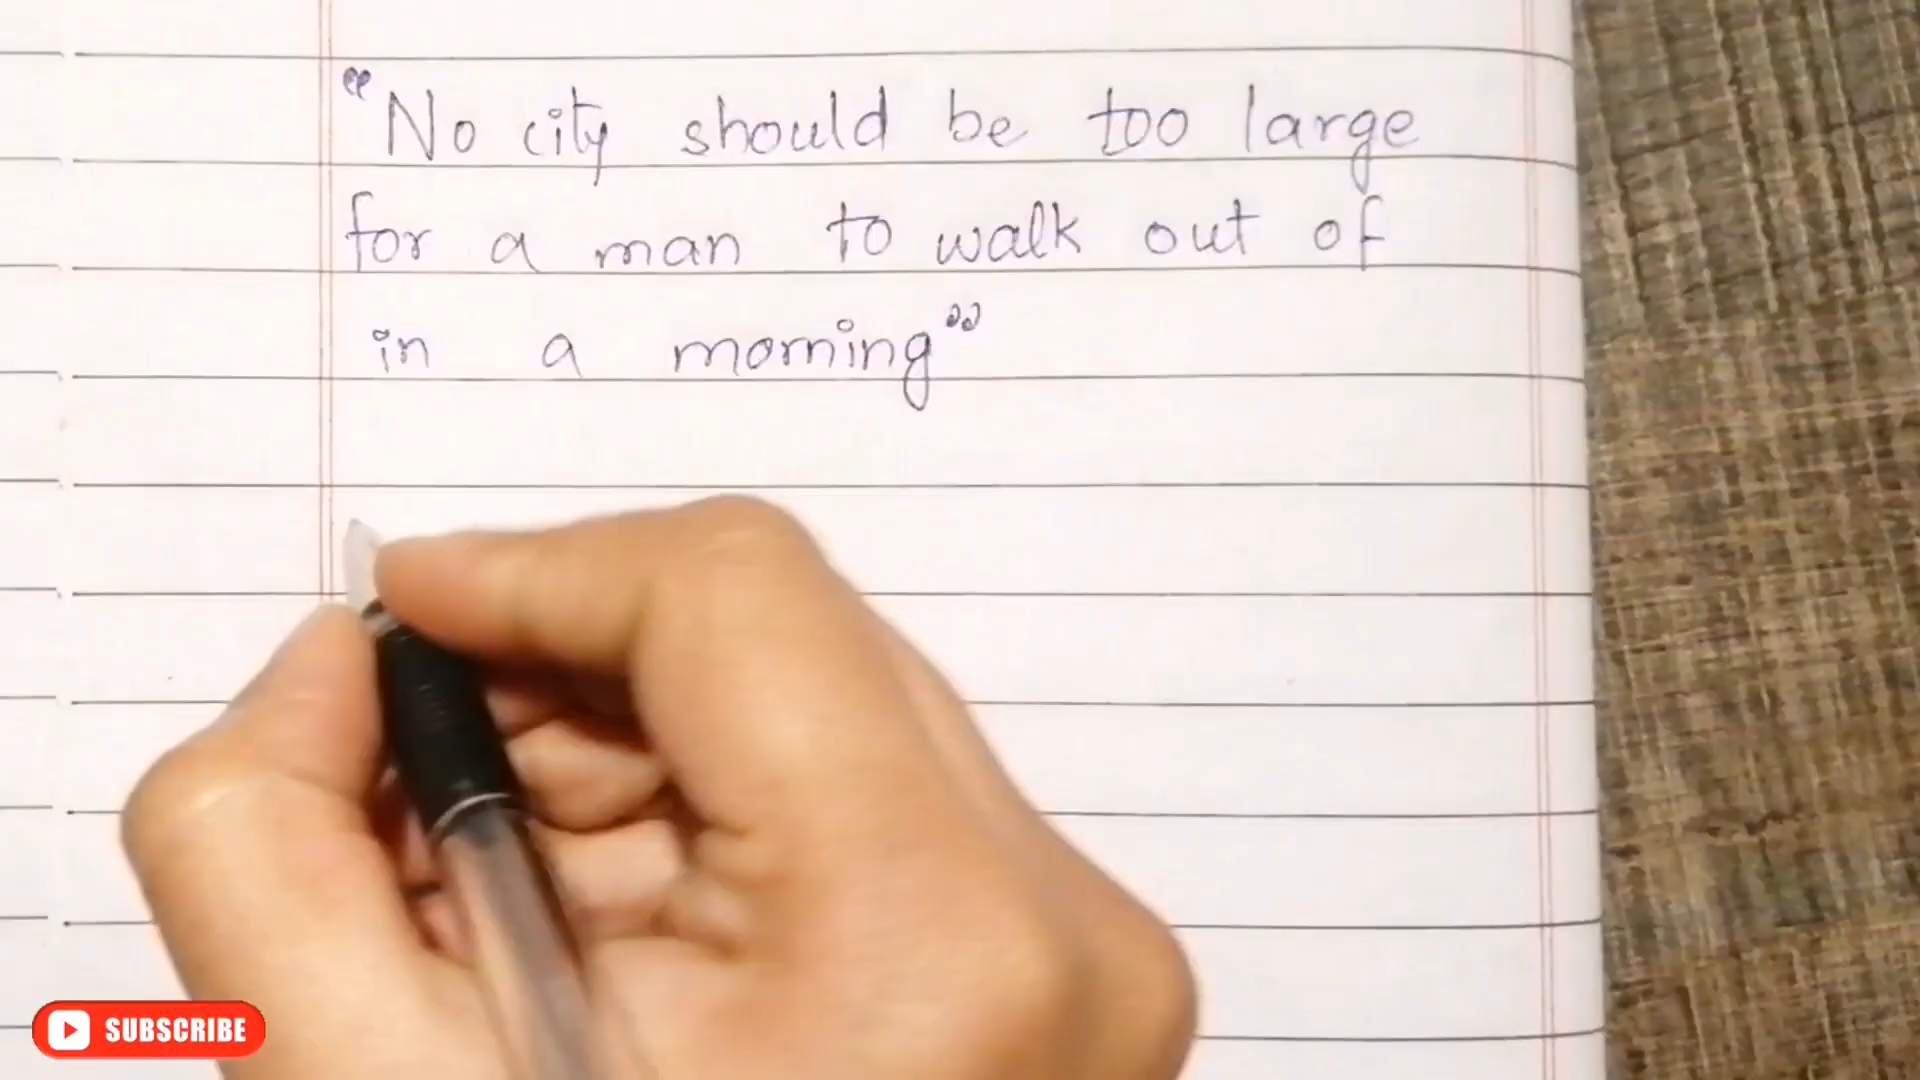 “No city should be too large
for a man to walk out of
in a morning”
SUBSCRIBE